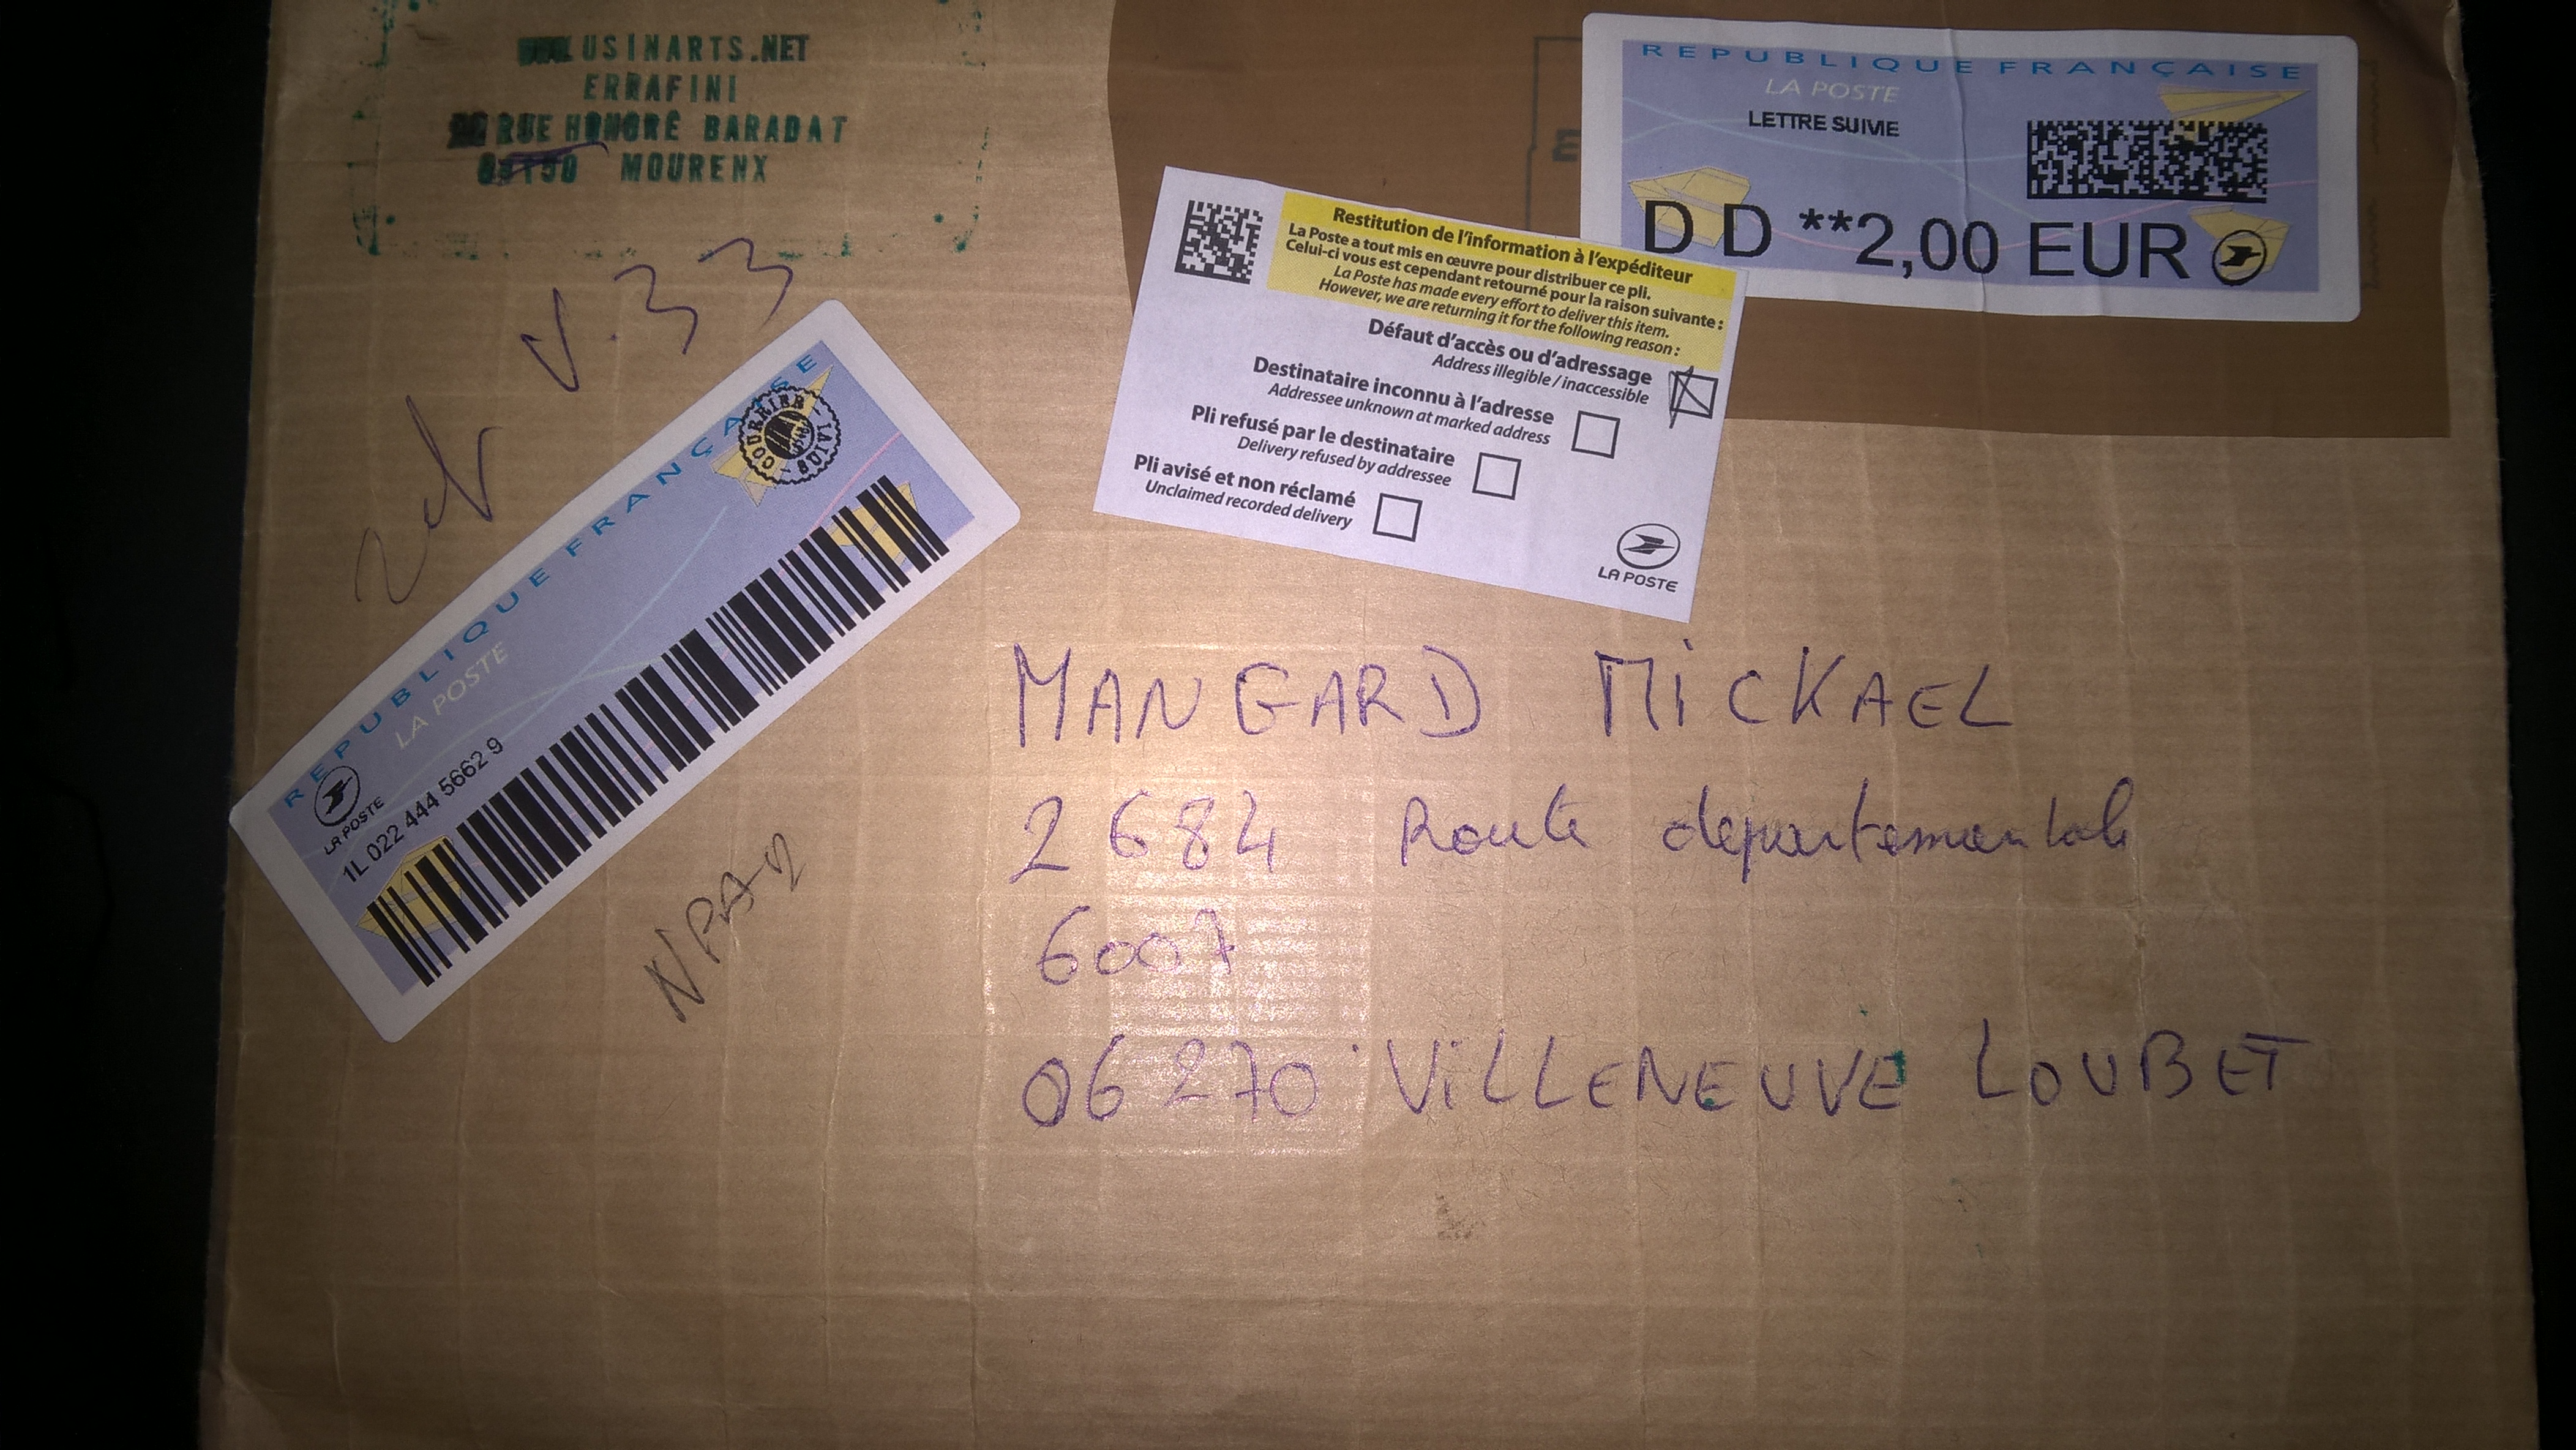 USINARTS.NET
ERRAFINI
RUE HONORÉ BARADAT
MOURENX
REPUBLIQUE FRANÇAISE
LA POSTE
LETTRE SUIVIE
D D **2,00 EUR
Restitution de l'information à l'expéditeur
La Poste a tout mis en œuvre pour distribuer ce pli.
Celui-ci vous est cependant retourné pour la raison suivante :
La Poste has made every effort to deliver this item.
However, we are returning it for the following reason :
Défaut d'accès ou d'adressage
Address illegible / inaccessible
Destinataire inconnu à l'adresse
Addressee unknown at marked address
Pli refusé par le destinataire
Delivery refused by addressee
Pli avisé et non réclamé
Unclaimed recorded delivery
LA POSTE
V.33
REPUBLIQUE FRANÇAISE
LA POSTE
COURRIER SUIVI
LA POSTE
1L 022 444 5662 9
NPA
MANGARD MICKAEL
2684 Route departementale
6007
06270 VILLENEUVE LOUBET